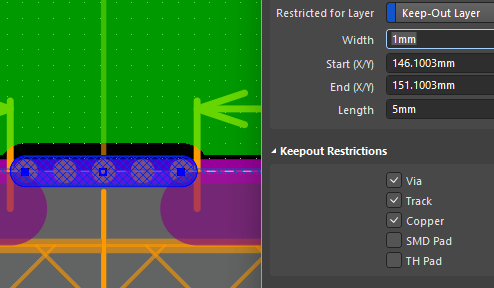 Restricted for Layer Keep-Out Layer
Width 1mm
Start (X/Y) 146.1003mm
End (X/Y) 151.1003mm
Length 5mm
Keepout Restrictions
Via
Track
Copper
SMD Pad
TH Pad